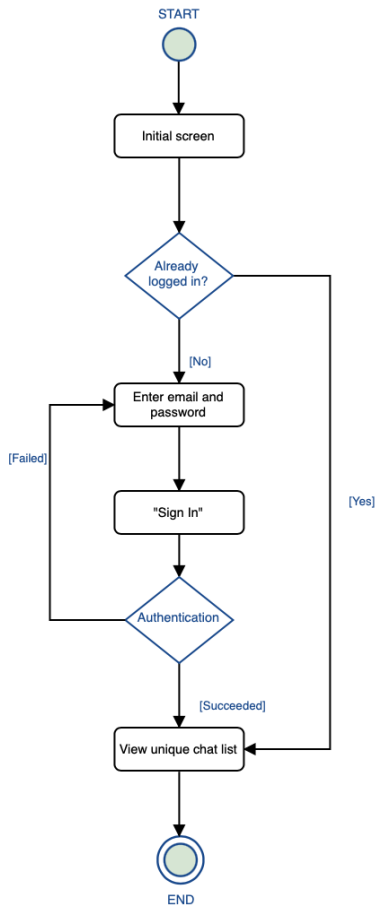 START
Initial screen
Already
logged in?
[No]
Enter email and
password
[Failed]
"Sign In"
[Yes]
Authentication
[Succeeded]
View unique chat list
END